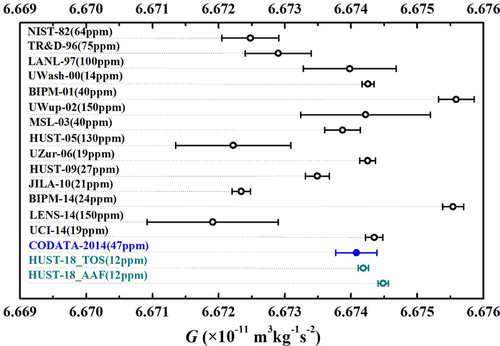 6.669 6.670 6.671 6.672 6.673 6.674 6.675 6.676
NIST-82(64ppm)
TR&D-96(75ppm)
LANL-97(100ppm)
UWash-00(14ppm)
BIPM-01(40ppm)
UWup-02(150ppm)
MSL-03(40ppm)
HUST-05(130ppm)
UZur-06(19ppm)
HUST-09(27ppm)
JILA-10(21ppm)
BIPM-14(24ppm)
LENS-14(150ppm)
UCI-14(19ppm)
CODATA-2014(47ppm)
HUST-18_TOS(12ppm)
HUST-18_AAF(12ppm)
6.669 6.670 6.671 6.672 6.673 6.674 6.675 6.676
G (×10⁻¹¹ m³kg⁻¹s⁻²)